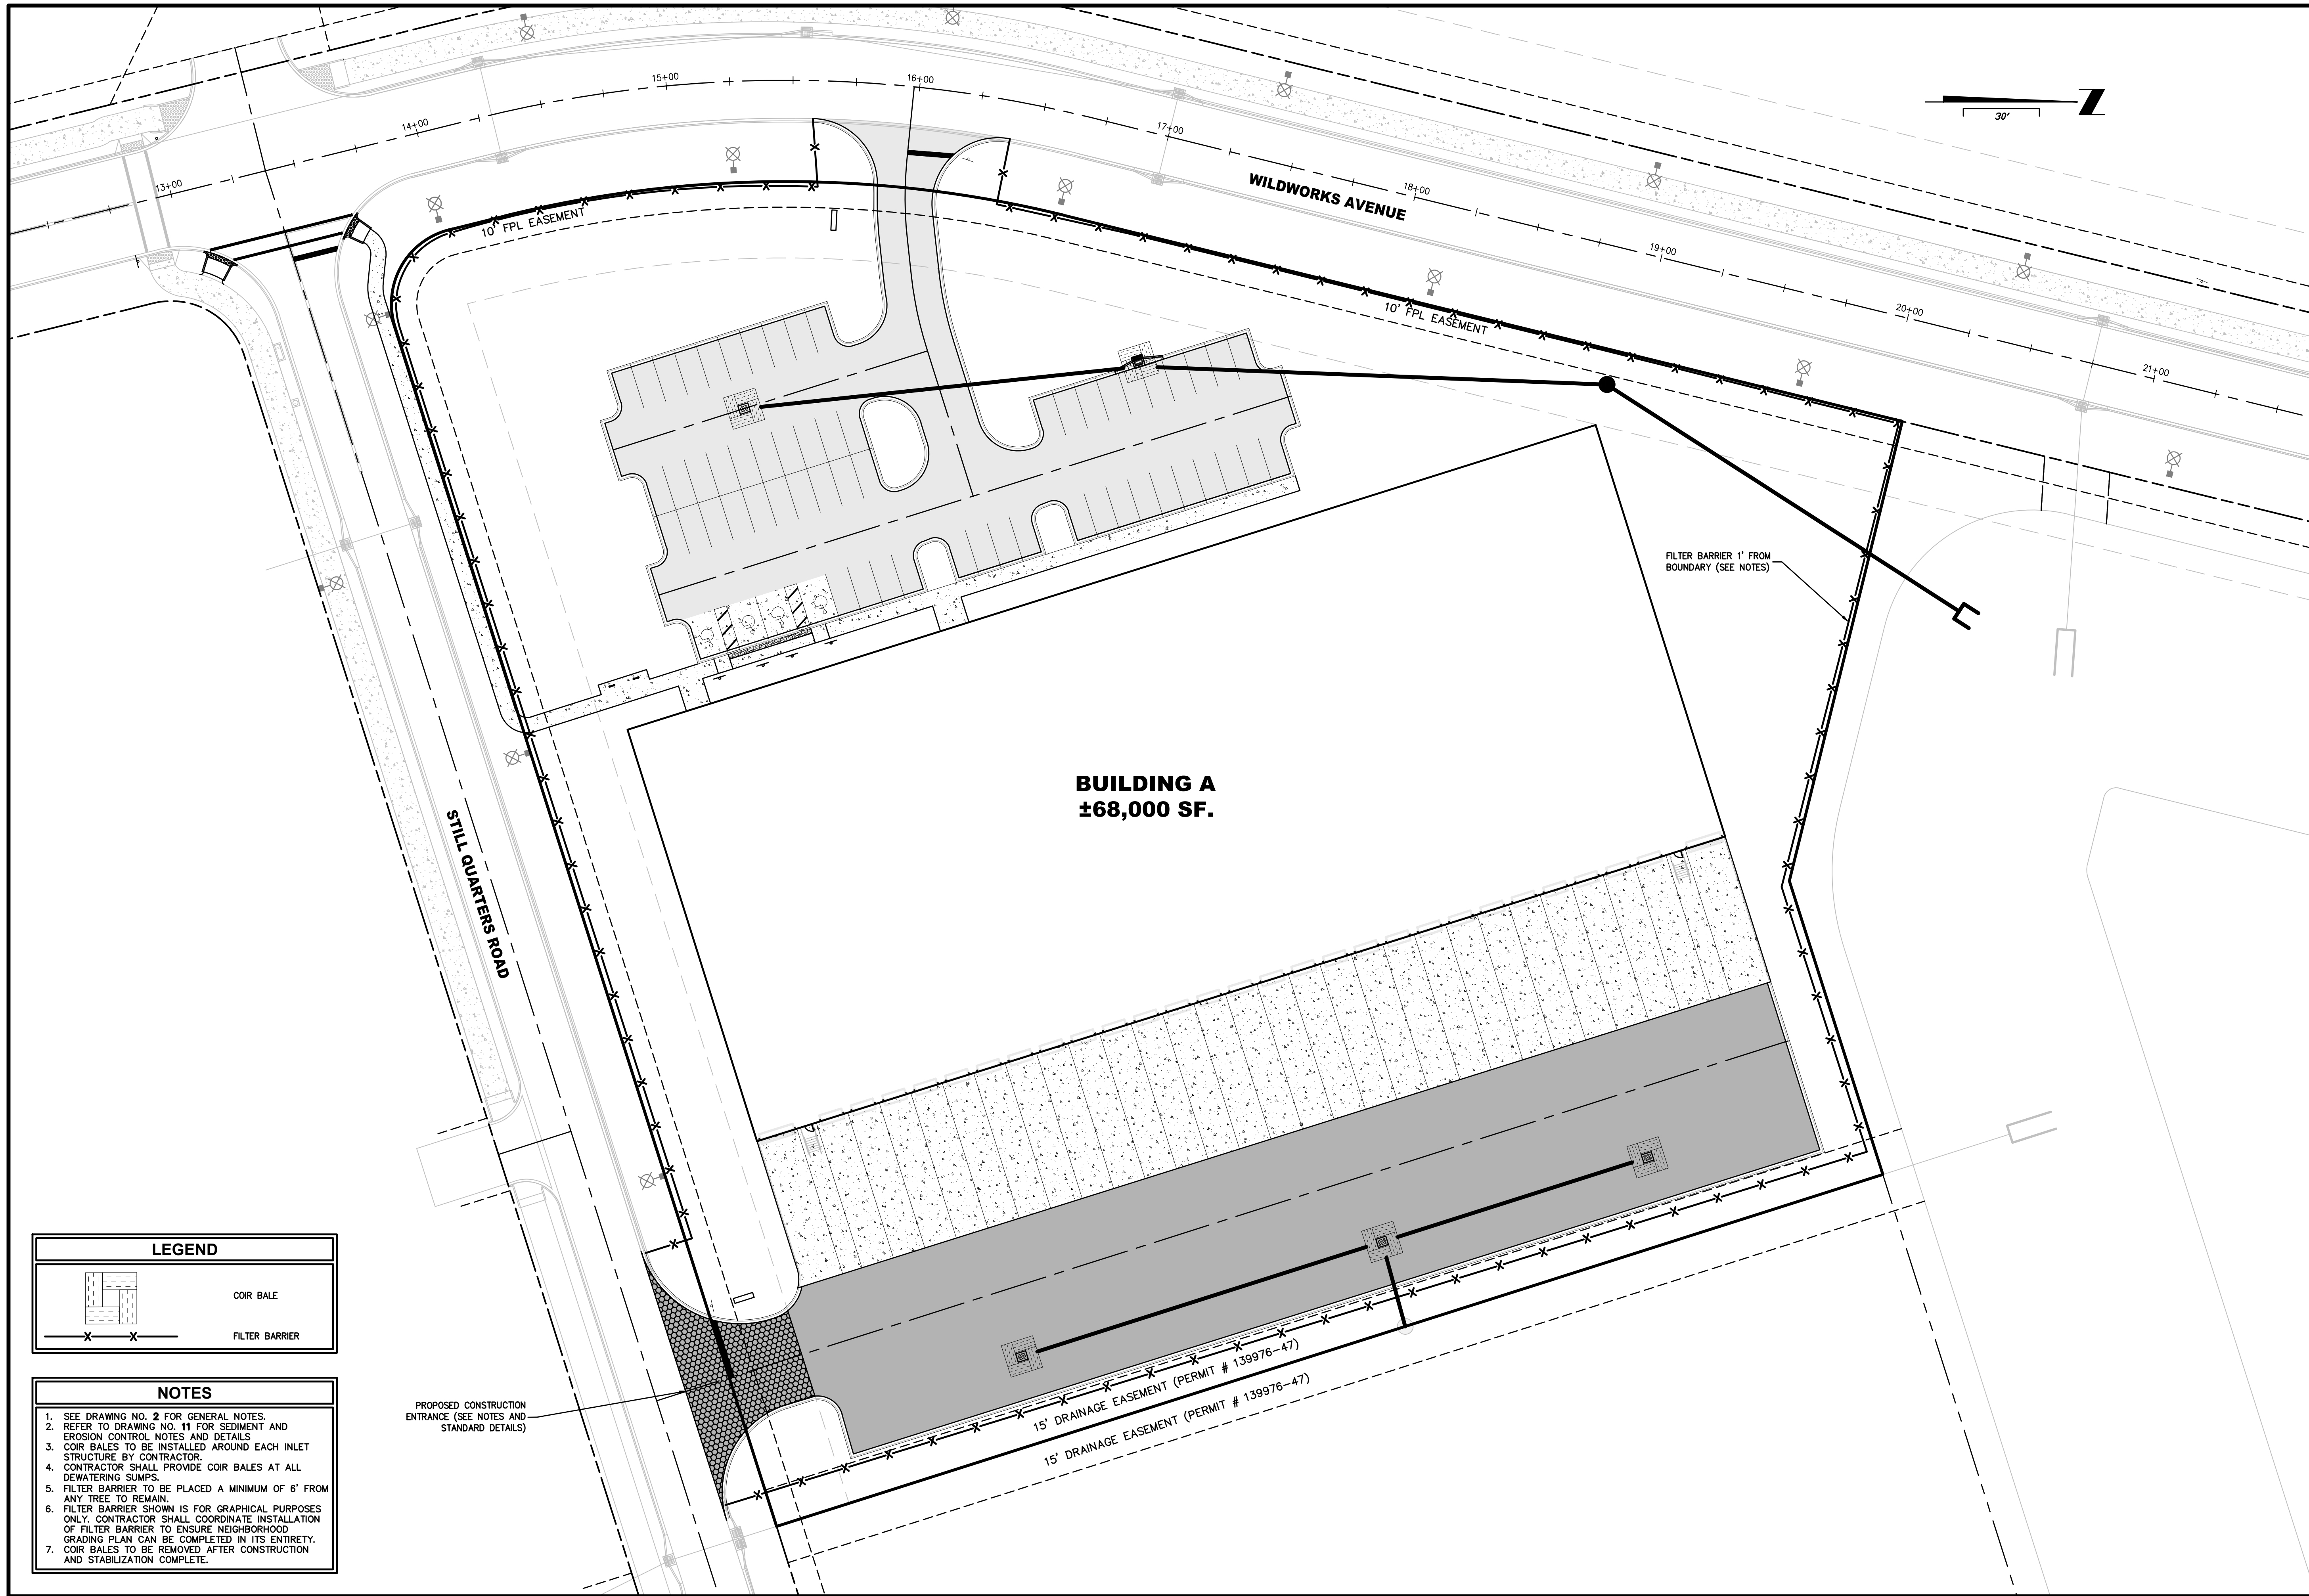 15+00
16+00
14+00
17+00
13+00
18+00
19+00
20+00
21+00
30'
WILDWORKS AVENUE
10' FPL EASEMENT
10' FPL EASEMENT
FILTER BARRIER 1' FROM
BOUNDARY (SEE NOTES)
BUILDING A
±68,000 SF.
STILL QUARTERS ROAD
PROPOSED CONSTRUCTION
ENTRANCE (SEE NOTES AND
STANDARD DETAILS)
15' DRAINAGE EASEMENT (PERMIT # 139976-47)
15' DRAINAGE EASEMENT (PERMIT # 139976-47)
LEGEND
COIR BALE
FILTER BARRIER
NOTES
1. SEE DRAWING NO. 2 FOR GENERAL NOTES.
2. REFER TO DRAWING NO. 11 FOR SEDIMENT AND
EROSION CONTROL NOTES AND DETAILS
3. COIR BALES TO BE INSTALLED AROUND EACH INLET
STRUCTURE BY CONTRACTOR.
4. CONTRACTOR SHALL PROVIDE COIR BALES AT ALL
DEWATERING SUMPS.
5. FILTER BARRIER TO BE PLACED A MINIMUM OF 6' FROM
ANY TREE TO REMAIN.
6. FILTER BARRIER SHOWN IS FOR GRAPHICAL PURPOSES
ONLY. CONTRACTOR SHALL COORDINATE INSTALLATION
OF FILTER BARRIER TO ENSURE NEIGHBORHOOD
GRADING PLAN CAN BE COMPLETED IN ITS ENTIRETY.
7. COIR BALES TO BE REMOVED AFTER CONSTRUCTION
AND STABILIZATION COMPLETE.